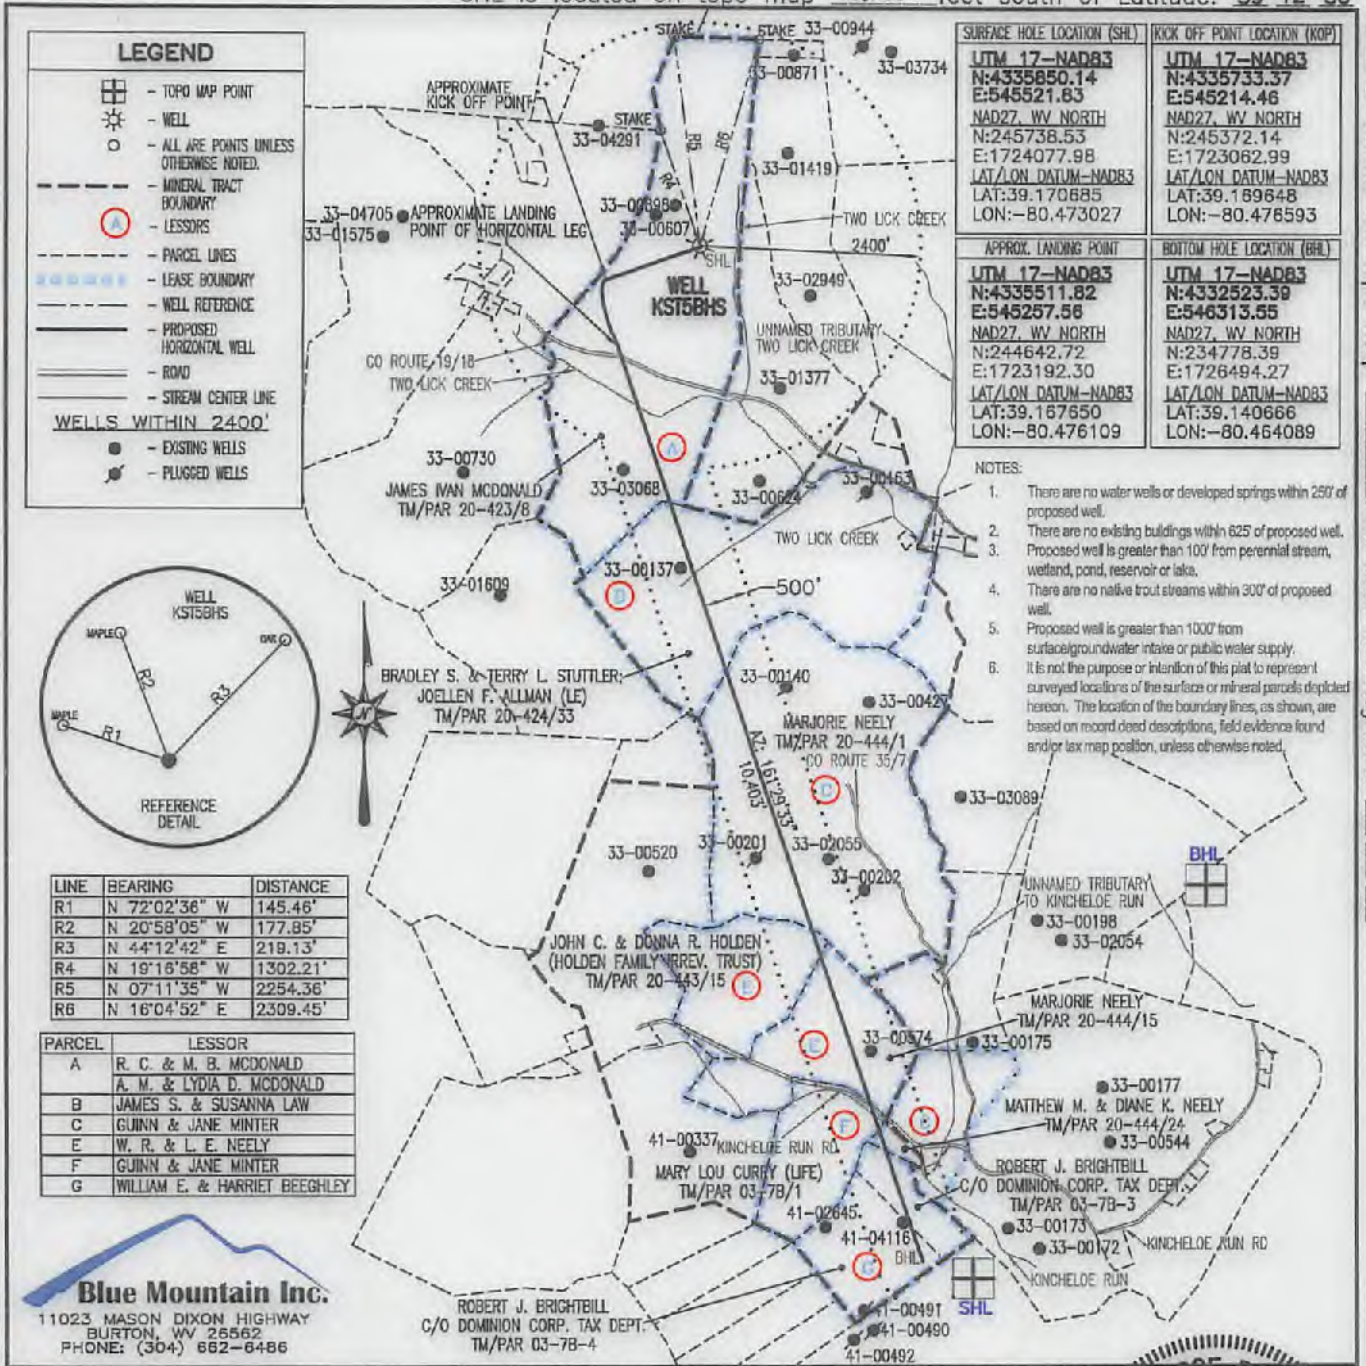 LEGEND
- TOPO MAP POINT
- WELL
- ALL ARE POINTS UNLESS
OTHERWISE NOTED.
- MINERAL TRACT
BOUNDARY
A
- LESSORS
- PARCEL LINES
- LEASE BOUNDARY
- WELL REFERENCE
- PROPOSED
HORIZONTAL WELL
- ROAD
- STREAM CENTER LINE
WELLS WITHIN 2400'
- EXISTING WELLS
- PLUGGED WELLS
SURFACE HOLE LOCATION (SHL)
UTM 17-NAD83
N:4335850.14
E:545521.83
NAD27, WV NORTH
N:245738.53
E:1724077.98
LAT/LON DATUM-NAD83
LAT:39.170685
LON:-80.473027
KICK OFF POINT LOCATION (KOP)
UTM 17-NAD83
N:4335733.37
E:545214.46
NAD27, WV NORTH
N:245372.14
E:1723062.99
LAT/LON DATUM-NAD83
LAT:39.169648
LON:-80.476593
APPROX. LANDING POINT
UTM 17-NAD83
N:4335511.82
E:545257.56
NAD27, WV NORTH
N:244642.72
E:1723192.30
LAT/LON DATUM-NAD83
LAT:39.167650
LON:-80.476109
BOTTOM HOLE LOCATION (BHL)
UTM 17-NAD83
N:4332523.39
E:546313.55
NAD27, WV NORTH
N:234778.39
E:1726494.27
LAT/LON DATUM-NAD83
LAT:39.140666
LON:-80.464089
NOTES:
1. There are no water wells or developed springs within 250' of
proposed well.
2. There are no existing buildings within 625' of proposed well.
3. Proposed well is greater than 100' from perennial stream,
wetland, pond, reservoir or lake.
4. There are no native trout streams within 300' of proposed
well.
5. Proposed well is greater than 1000' from
surface/groundwater intake or public water supply.
6. It is not the purpose or intention of this plat to represent
surveyed locations of the surface or mineral parcels depicted
hereon. The location of the boundary lines, as shown, are
based on record deed descriptions, field evidence found
and/or tax map position, unless otherwise noted.
STAKE
STAKE
33-00944
33-00871
33-03734
APPROXIMATE
KICK OFF POINT
STAKE
33-04291
R5
R6
R4
33-01419
33-04705
33-01575
APPROXIMATE LANDING
POINT OF HORIZONTAL LEG
33-00898
33-00607
TWO LICK CREEK
2400'
SHL
WELL
KST5BHS
33-02949
UNNAMED TRIBUTARY
TWO LICK CREEK
CO ROUTE 19/18
TWO LICK CREEK
33-01377
A
33-00730
JAMES IVAN MCDONALD
TM/PAR 20-423/8
33-03068
33-00624
33-00163
TWO LICK CREEK
33-00137
33-01609
500'
BRADLEY S. & TERRY L. STUTTLER;
JOELLEN F. ALLMAN (LE)
TM/PAR 20-424/33
33-00140
33-00427
MARJORIE NEELY
TM/PAR 20-444/1
CO ROUTE 35/7
C
AZ: 161°29'33"
10,403'
33-03089
33-00520
33-00201
33-02055
33-00202
BHL
UNNAMED TRIBUTARY
TO KINCHELOE RUN
33-00198
33-02054
JOHN C. & DONNA R. HOLDEN
(HOLDEN FAMILY IRREV. TRUST)
TM/PAR 20-443/15
E
E
MARJORIE NEELY
TM/PAR 20-444/15
33-00574
33-00175
33-00177
MATTHEW M. & DIANE K. NEELY
TM/PAR 20-444/24
33-00544
F
41-00337
KINCHELOE RUN RD
MARY LOU CURRY (LIFE)
TM/PAR 03-7B/1
ROBERT J. BRIGHTBILL
C/O DOMINION CORP. TAX DEPT.
TM/PAR 03-7B-3
41-02645
41-04116
BHL
33-00173
33-00172
KINCHELOE RUN RD
KINCHELOE RUN
G
SHL
ROBERT J. BRIGHTBILL
C/O DOMINION CORP. TAX DEPT.
TM/PAR 03-7B-4
41-00491
41-00490
41-00492
WELL
KST5BHS
MAPLE
OAK
R2
R3
MAPLE
R1
REFERENCE
DETAIL
N
LINE BEARING DISTANCE
R1 N 72°02'36" W 145.46'
R2 N 20°58'05" W 177.85'
R3 N 44°12'42" E 219.13'
R4 N 19°16'58" W 1302.21'
R5 N 07°11'35" W 2254.36'
R6 N 16°04'52" E 2309.45'
PARCEL LESSOR
A R. C. & M. B. MCDONALD
A. M. & LYDIA D. MCDONALD
B JAMES S. & SUSANNA LAW
C GUINN & JANE MINTER
E W. R. & L. E. NEELY
F GUINN & JANE MINTER
G WILLIAM E. & HARRIET BEEGHLEY
Blue Mountain Inc.
11023 MASON DIXON HIGHWAY
BURTON, WV 26562
PHONE: (304) 662-6486